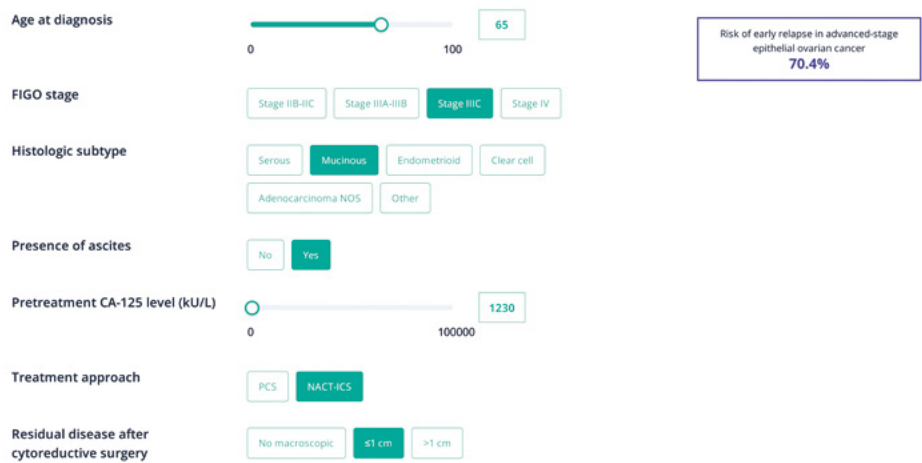 Age at diagnosis
65
0 100
Risk of early relapse in advanced-stage
epithelial ovarian cancer
70.4%
FIGO stage
Stage IIB-IIC Stage IIIA-IIIB Stage IIIC Stage IV
Histologic subtype
Serous Mucinous Endometrioid Clear cell
Adenocarcinoma NOS Other
Presence of ascites
No Yes
Pretreatment CA-125 level (kU/L)
1230
0 100000
Treatment approach
PCS NACT-ICS
Residual disease after
cytoreductive surgery
No macroscopic ≤1 cm >1 cm